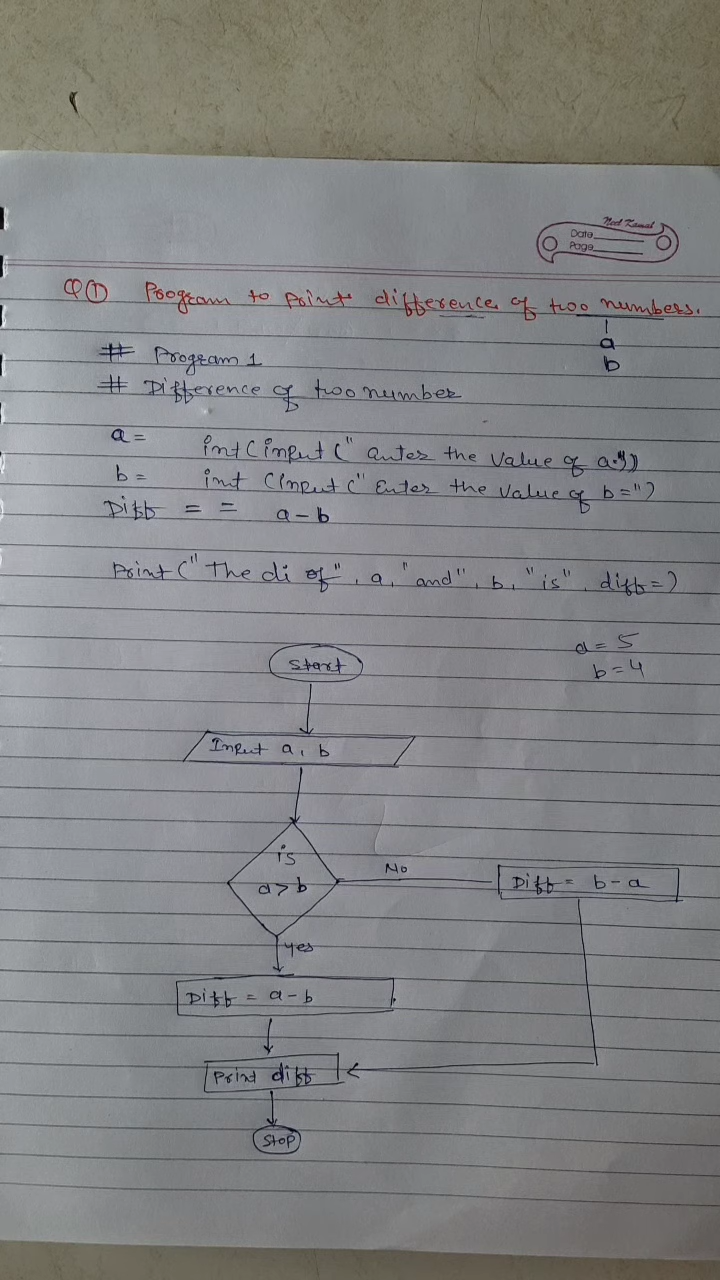 Neel Kamal
Date
Page
Q① Program to print difference of two numbers.
a
b
# Program 1
# Difference of two number
a = int(input(" anter the value of a="))
b = int (input (" Enter the value of b =")
Diff = = a-b
Print (" The di of", a, "and", b, "is", diff=)
a = 5
b = 4
Start
Input a, b
is
a > b
No
Diff = b-a
yes
Diff = a-b
Print diff
Stop